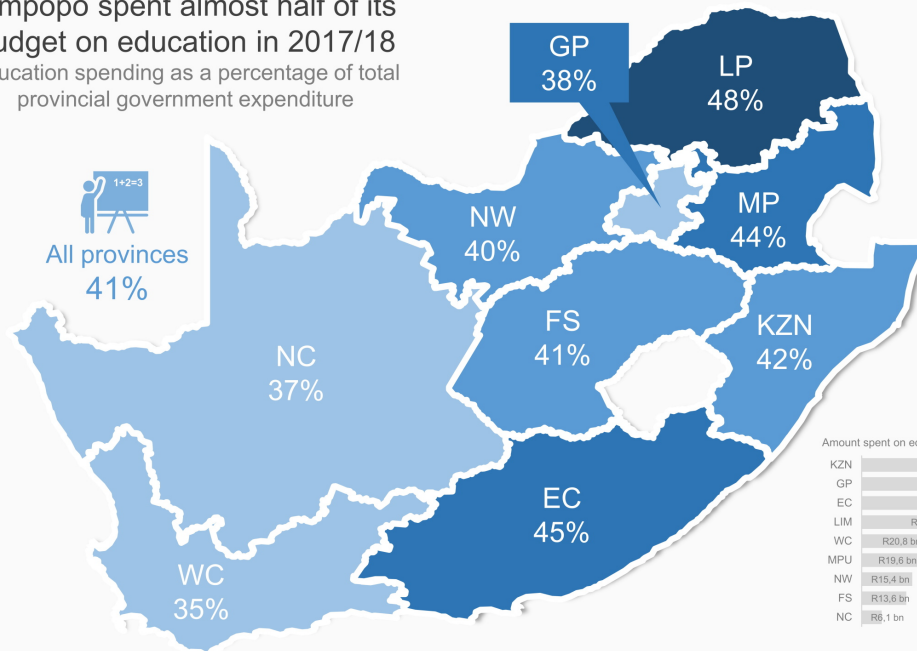 mpopo spent almost half of its
udget on education in 2017/18
ucation spending as a percentage of total
provincial government expenditure
1+2=3
All provinces
41%
GP
38%
LP
48%
NW
40%
MP
44%
FS
41%
KZN
42%
NC
37%
EC
45%
WC
35%
Amount spent on ed
KZN
GP
EC
LIM R
WC R20,8 bn
MPU R19,6 bn
NW R15,4 bn
FS R13,6 bn
NC R6,1 bn